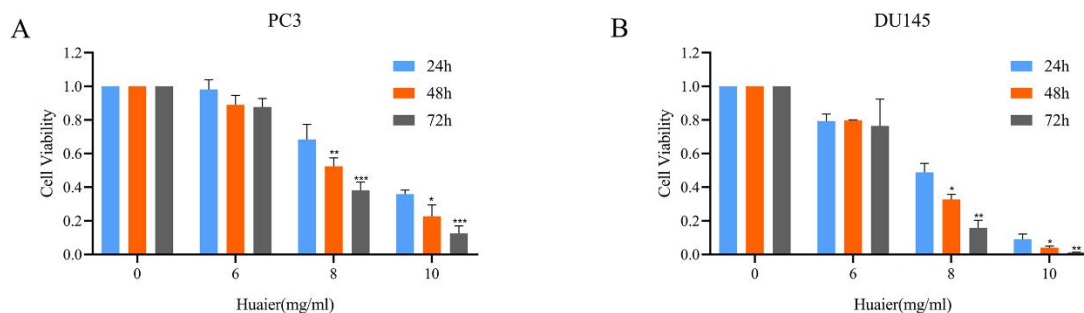 A
PC3
Cell Viability
1.2
1.0
0.8
0.6
0.4
0.2
0.0
24h
48h
72h
**
***
*
***
0
6
8
10
Huaier(mg/ml)
B
DU145
Cell Viability
1.2
1.0
0.8
0.6
0.4
0.2
0.0
24h
48h
72h
*
**
*
**
0
6
8
10
Huaier(mg/ml)